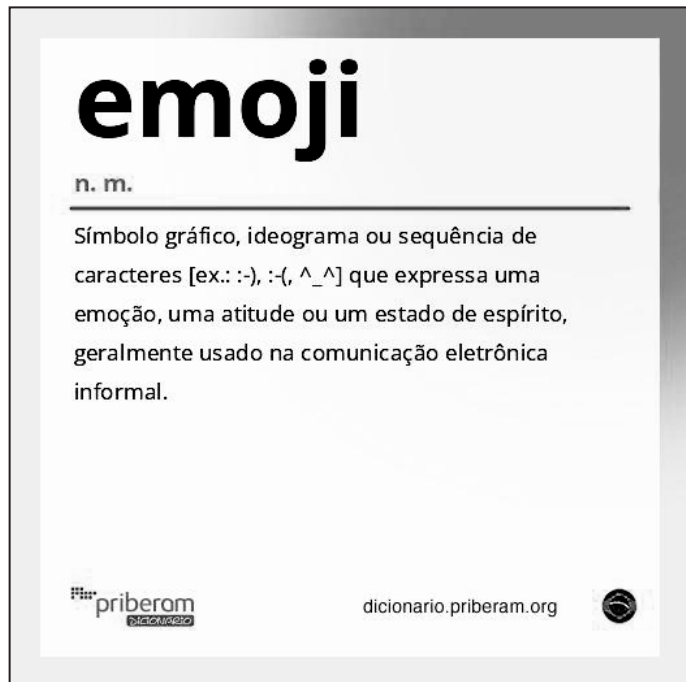 emoji
n. m.
Símbolo gráfico, ideograma ou sequência de
caracteres [ex.: :-), :-(, ^_^] que expressa uma
emoção, uma atitude ou um estado de espírito,
geralmente usado na comunicação eletrônica
informal.
priberam
DICIONÁRIO
dicionario.priberam.org